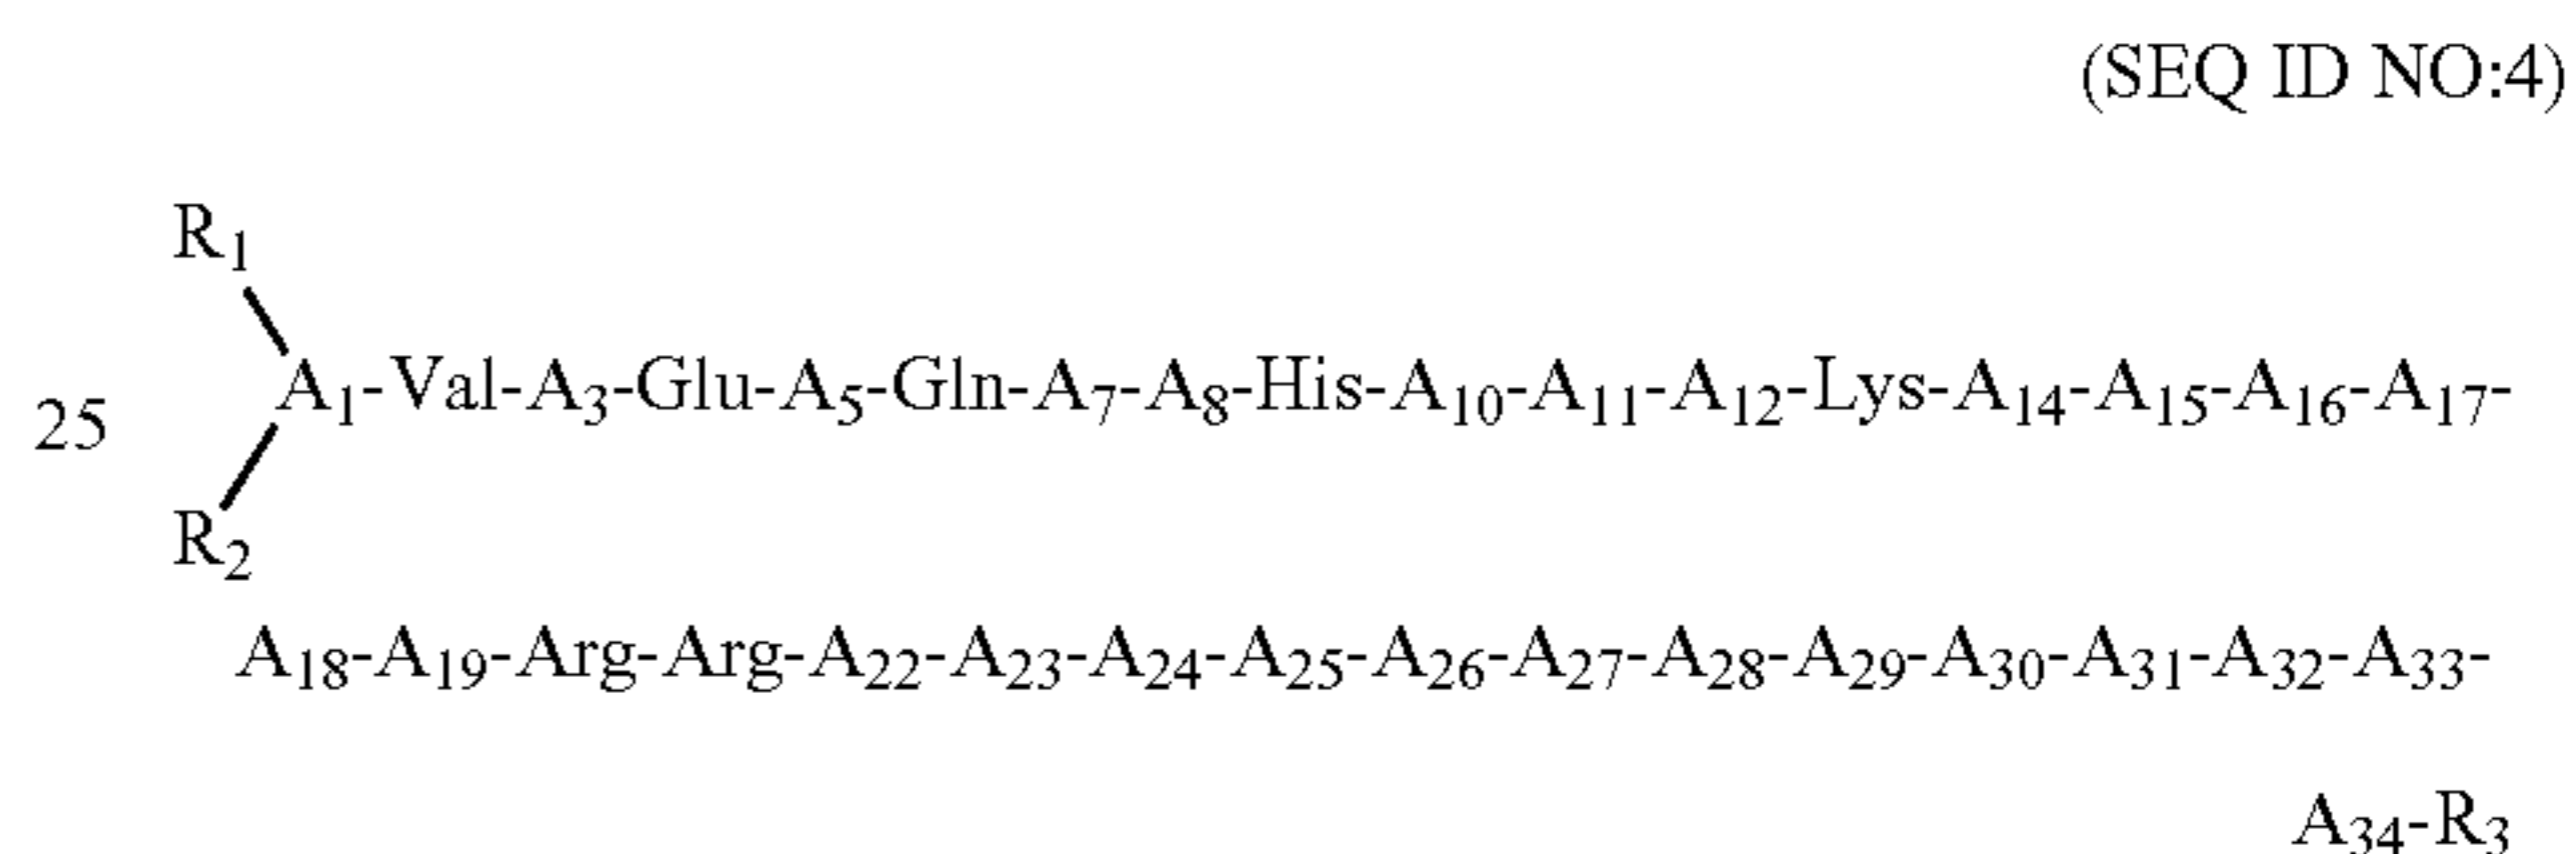 (SEQ ID NO:4)
R1
25 A1-Val-A3-Glu-A5-Gln-A7-A8-His-A10-A11-A12-Lys-A14-A15-A16-A17-
R2
A18-A19-Arg-Arg-A22-A23-A24-A25-A26-A27-A28-A29-A30-A31-A32-A33-
A34-R3